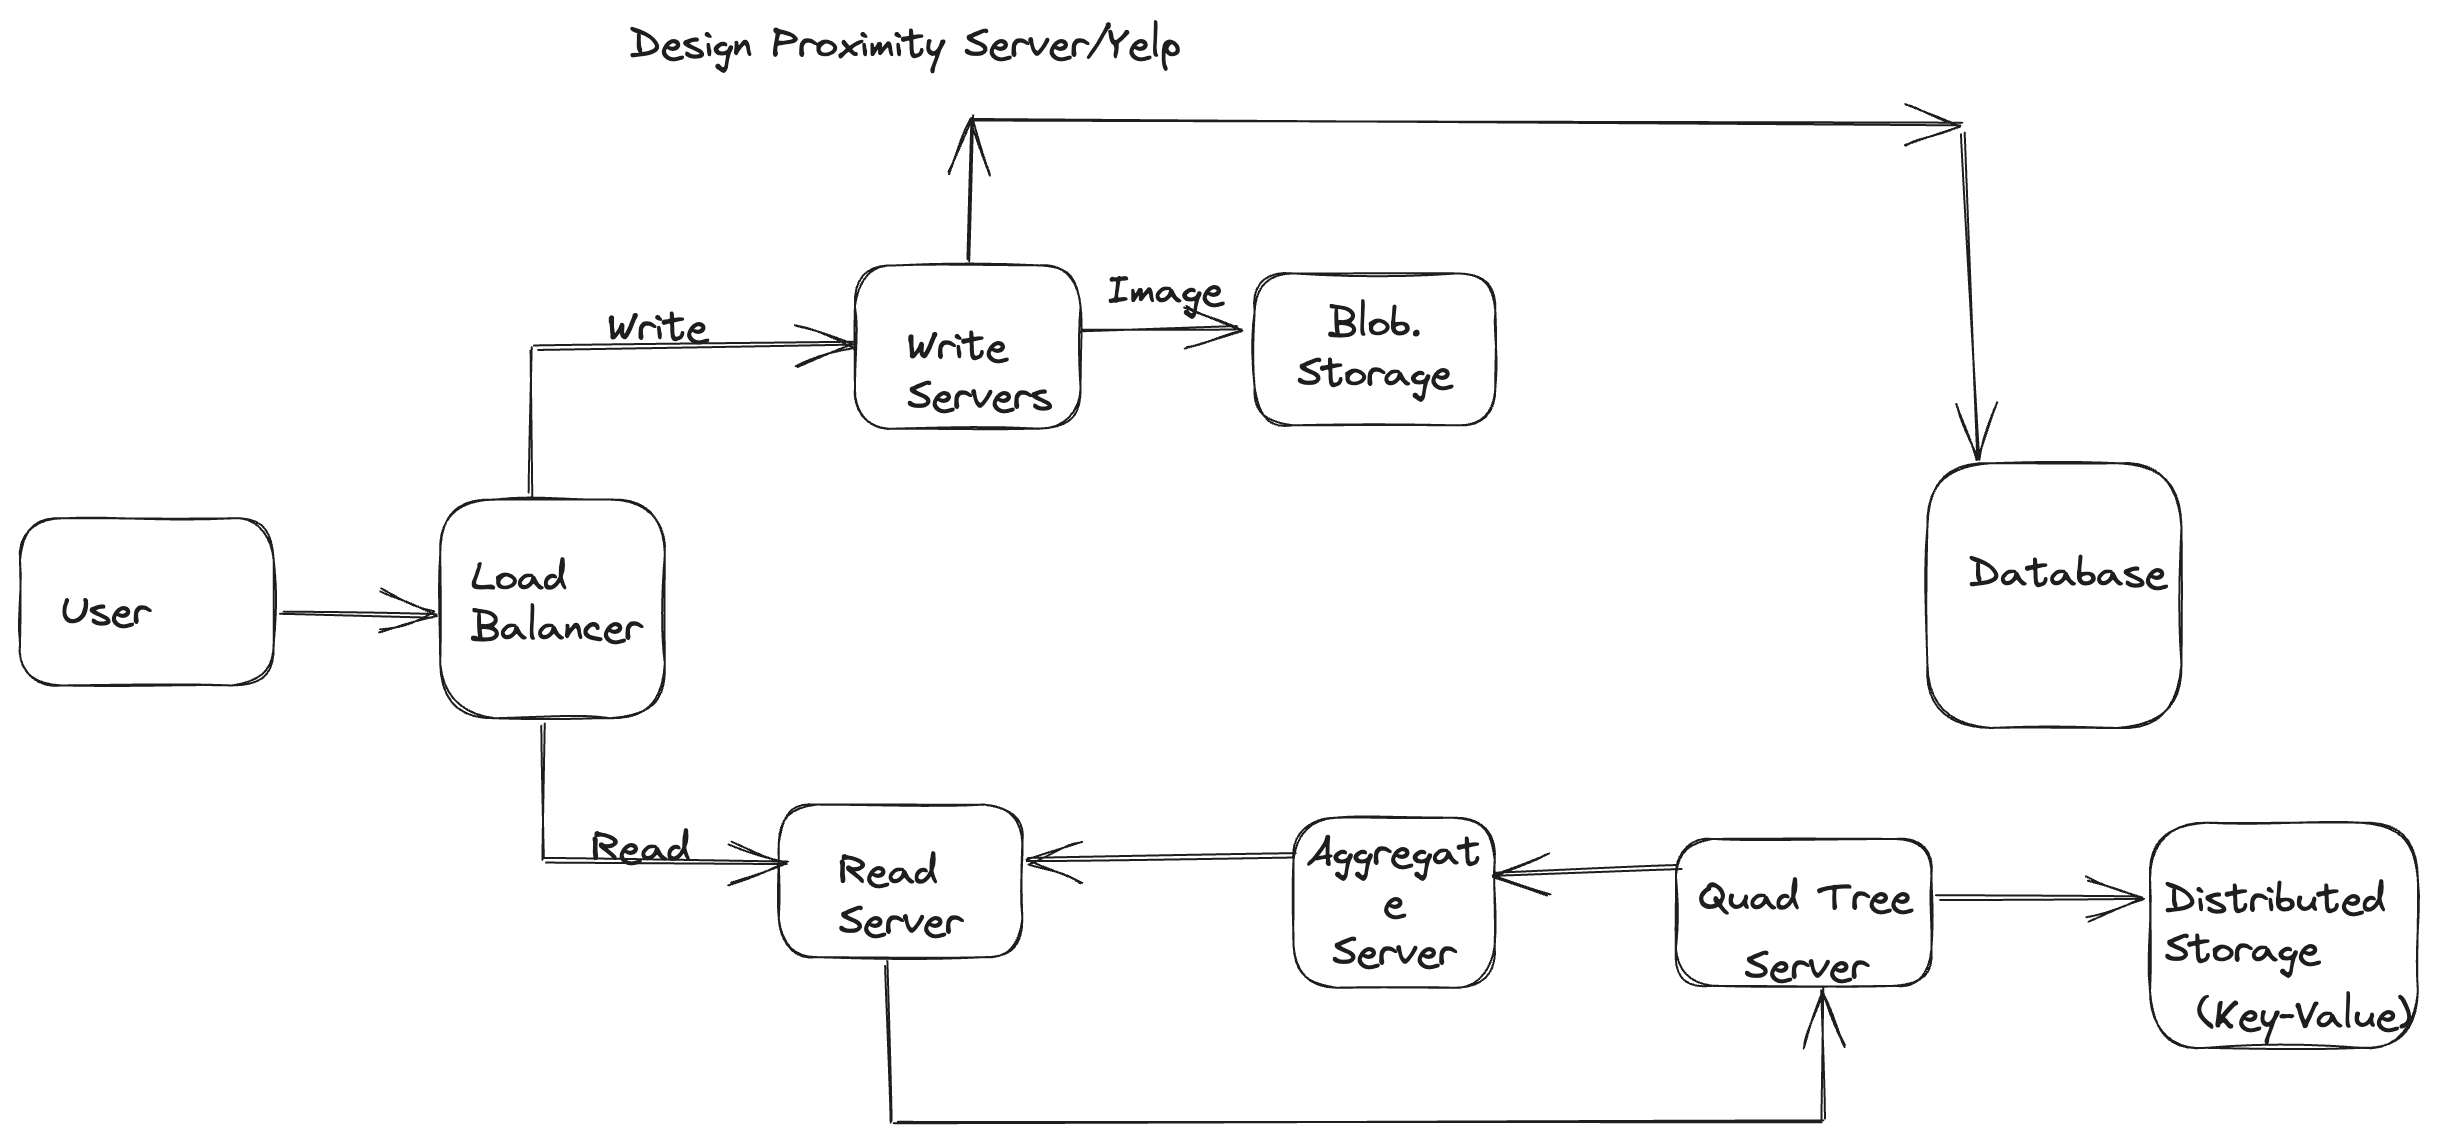 Design Proximity Server/Yelp
Image
Write
Write
Servers
Blob.
Storage
User
Load
Balancer
Database
Read
Read
Server
Aggregat
e
Server
Quad Tree
Server
Distributed
Storage
(Key-Value)